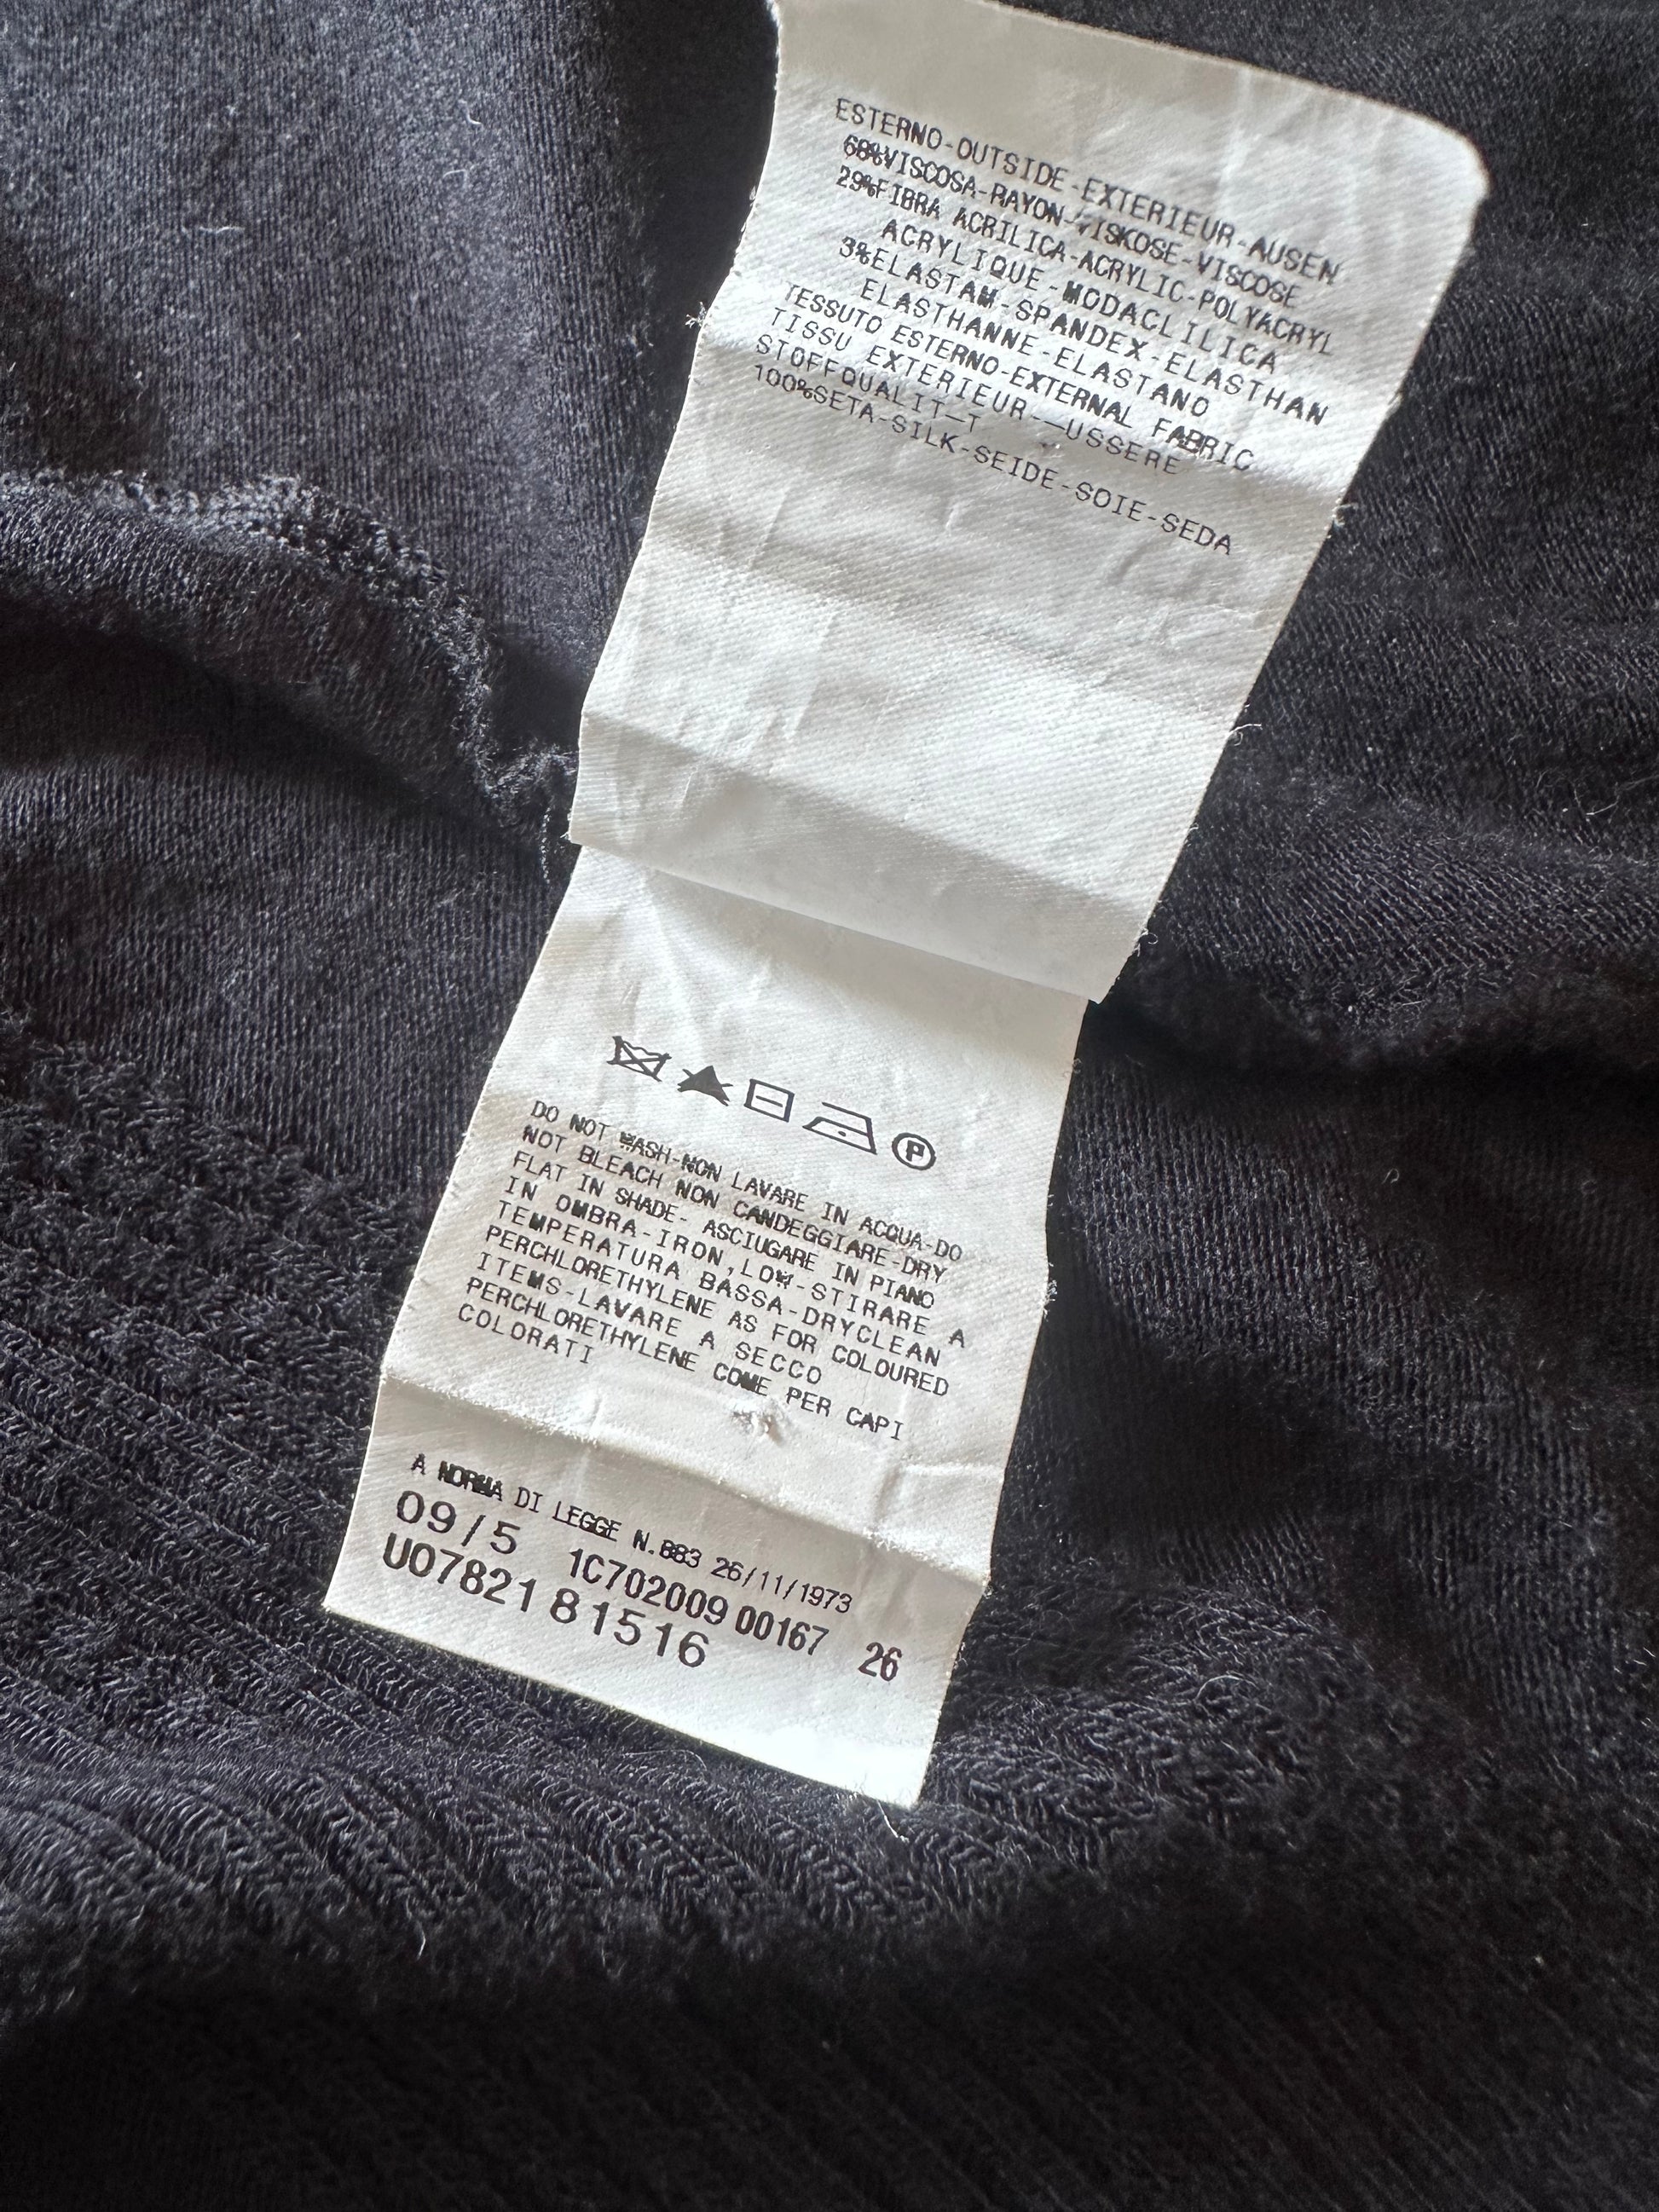 ESTERNO-OUTSIDE-EXTERIEUR-AUSEN
68%VISCOSA-RAYON-VISKOSE-VISCOSE
29%FIBRA ACRILICA-ACRYLIC-POLYACRYL
ACRYLIQUE-MODACLILICA
3%ELASTAM-SPANDEX-ELASTHAN
ELASTHANNE-ELASTANO
TESSUTO ESTERNO-EXTERNAL FABRIC
TISSU EXTERIEUR-—USSERE
STOFFQUALIT—T
100%SETA-SILK-SEIDE-SOIE-SEDA
P
DO NOT WASH-NON LAVARE IN ACQUA-DO
NOT BLEACH NON CANDEGGIARE-DRY
FLAT IN SHADE- ASCIUGARE IN PIANO
IN OMBRA-IRON,LOW-STIRARE A
TEMPERATURA BASSA-DRYCLEAN
PERCHLORETHYLENE AS FOR COLOURED
ITEMS-LAVARE A SECCO
PERCHLORETHYLENE COME PER CAPI
COLORATI
A NORMA DI LEGGE N.883 26/11/1973
09/5 1C702009 00167 26
U07821 81516